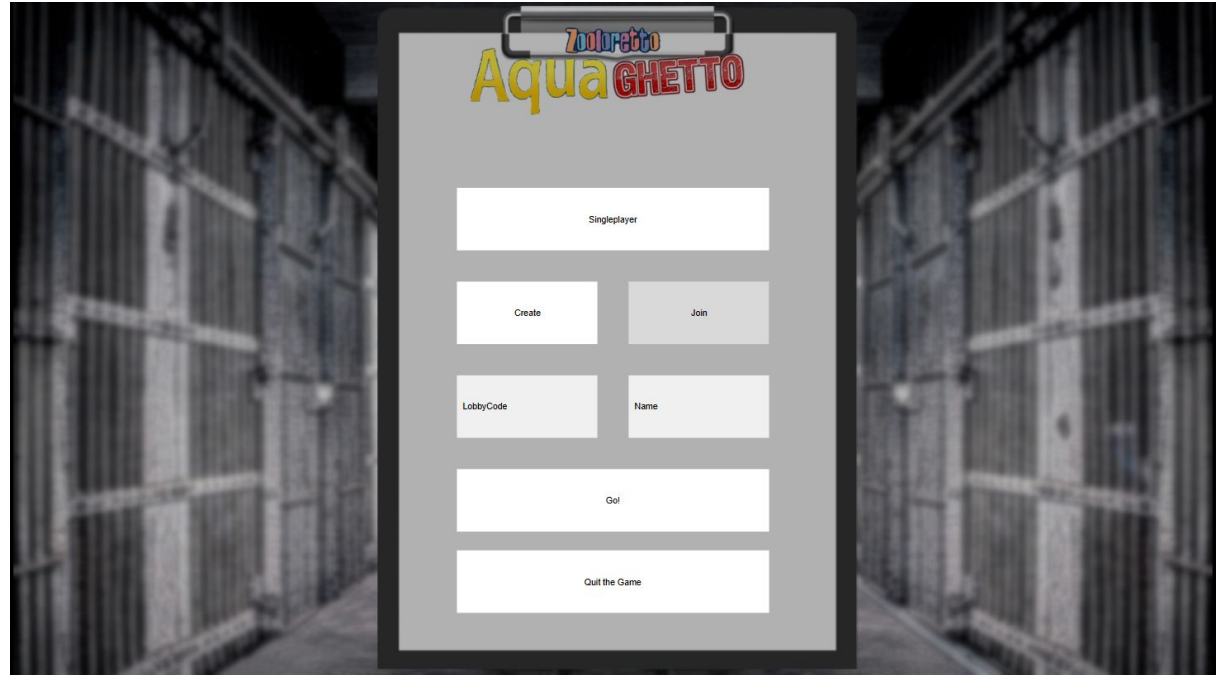 Zooloretto
Aqua GHETTO
Singleplayer
Create
Join
LobbyCode
Name
Go!
Quit the Game